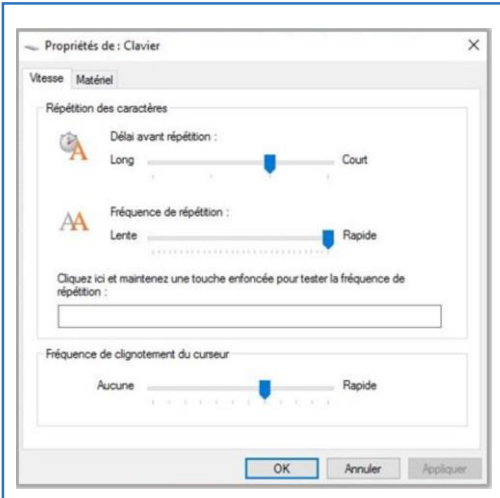 Propriétés de : Clavier
Vitesse Matériel
Répétition des caractères
Délai avant répétition :
Long Court
Fréquence de répétition :
Lente Rapide
Cliquez ici et maintenez une touche enfoncée pour tester la fréquence de
répétition :
Fréquence de clignotement du curseur
Aucune Rapide
OK Annuler Appliquer